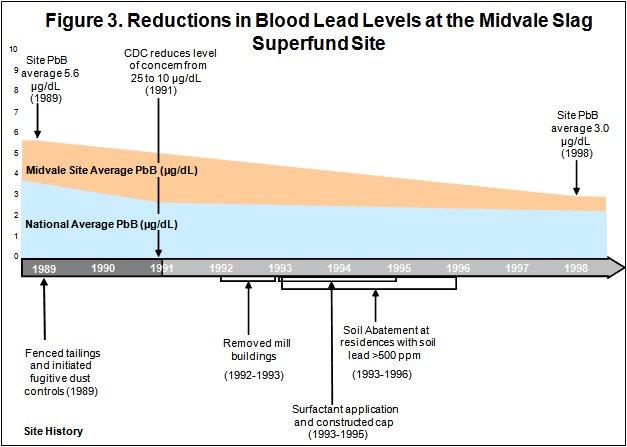 Figure 3. Reductions in Blood Lead Levels at the Midvale Slag
Superfund Site
10
9
8
7
6
5
4
3
2
1
0
Site PbB
average 5.6
µg/dL
(1989)
CDC reduces level
of concern from
25 to 10 µg/dL
(1991)
Site PbB
average 3.0
µg/dL
(1998)
Midvale Site Average PbB (µg/dL)
National Average PbB (µg/dL)
1989 1990 1991 1992 1993 1994 1995 1996 1997 1998
Fenced tailings
and initiated
fugitive dust
controls (1989)
Removed mill
buildings
(1992-1993)
Soil Abatement at
residences with soil
lead >500 ppm
(1993-1996)
Surfactant application
and constructed cap
(1993-1995)
Site History